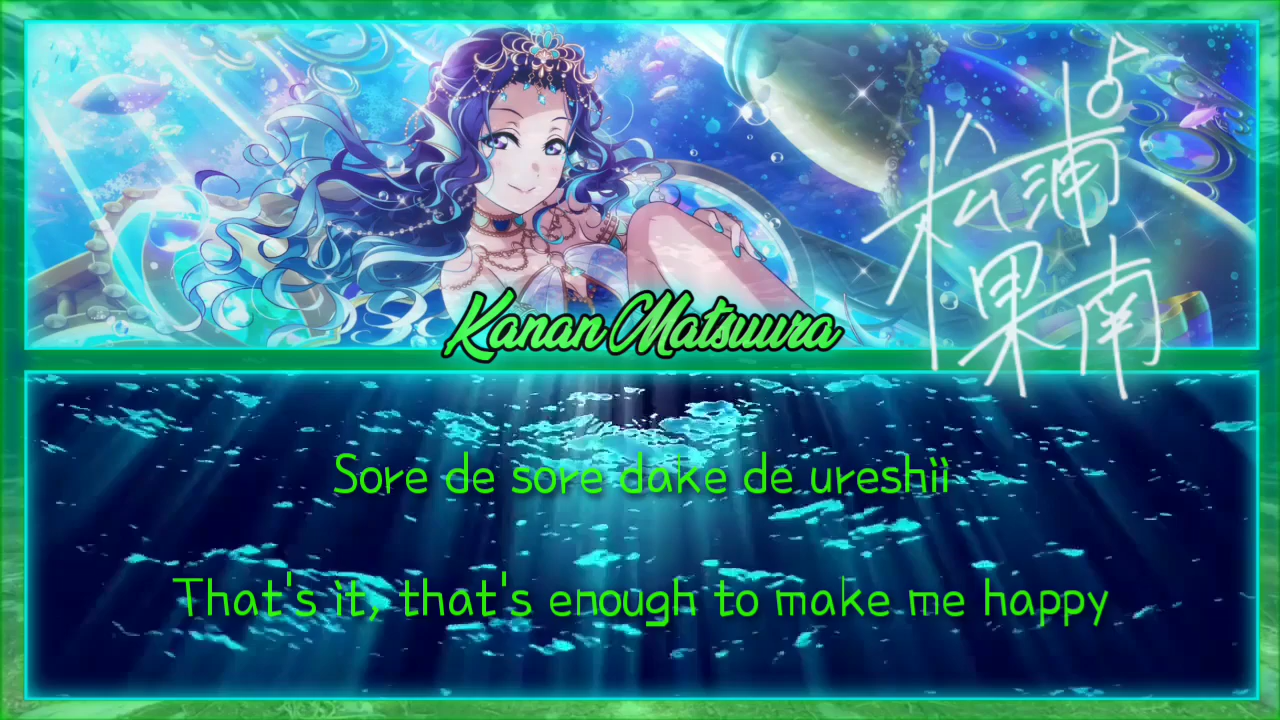 松浦
果南
Kanan Matsuura
Sore de sore dake de ureshii
That's it, that's enough to make me happy